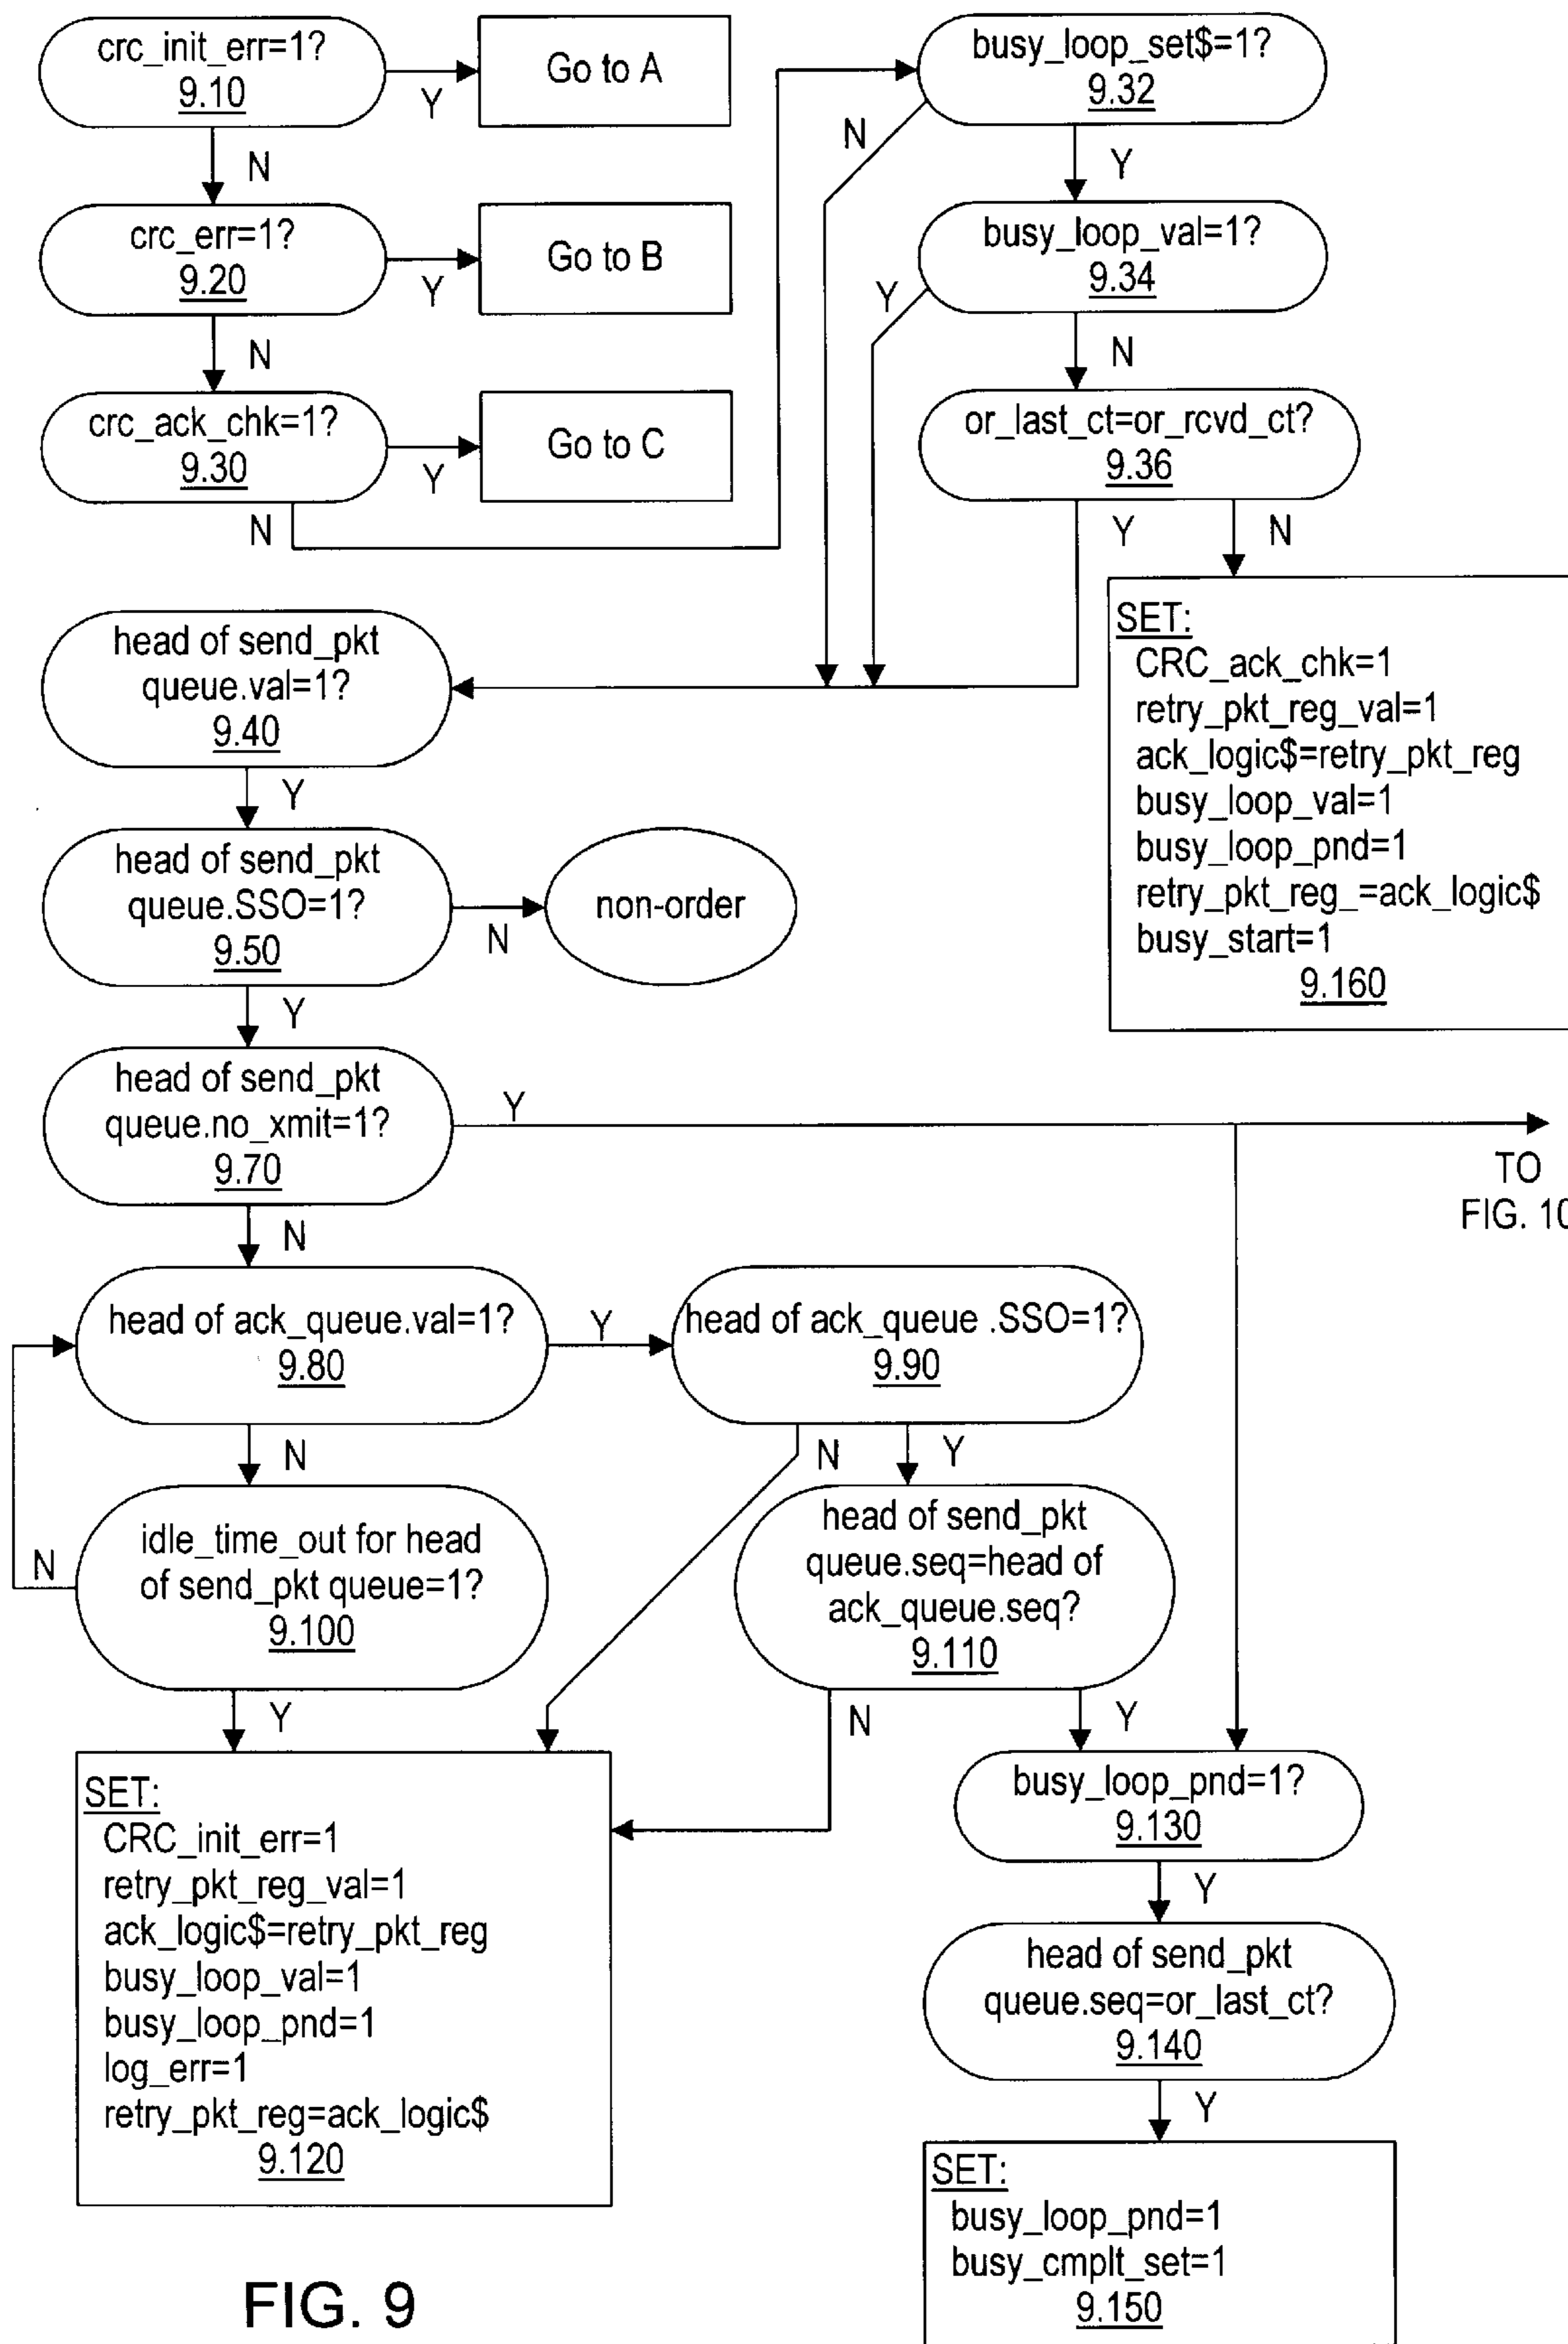 crc_init_err=1?
9.10
Y
Go to A
N
crc_err=1?
9.20
Y
Go to B
N
crc_ack_chk=1?
9.30
Y
Go to C
N
busy_loop_set$=1?
9.32
N
Y
busy_loop_val=1?
9.34
Y
N
or_last_ct=or_rcvd_ct?
9.36
Y
N
SET:
CRC_ack_chk=1
retry_pkt_reg_val=1
ack_logic$=retry_pkt_reg
busy_loop_val=1
busy_loop_pnd=1
retry_pkt_reg_=ack_logic$
busy_start=1
9.160
head of send_pkt
queue.val=1?
9.40
Y
head of send_pkt
queue.SSO=1?
9.50
N
non-order
Y
head of send_pkt
queue.no_xmit=1?
9.70
Y
TO
FIG. 10
N
head of ack_queue.val=1?
9.80
Y
head of ack_queue .SSO=1?
9.90
N
N
Y
idle_time_out for head
of send_pkt queue=1?
9.100
N
Y
head of send_pkt
queue.seq=head of
ack_queue.seq?
9.110
N
Y
SET:
CRC_init_err=1
retry_pkt_reg_val=1
ack_logic$=retry_pkt_reg
busy_loop_val=1
busy_loop_pnd=1
log_err=1
retry_pkt_reg=ack_logic$
9.120
busy_loop_pnd=1?
9.130
Y
head of send_pkt
queue.seq=or_last_ct?
9.140
Y
SET:
busy_loop_pnd=1
busy_cmplt_set=1
9.150
FIG. 9